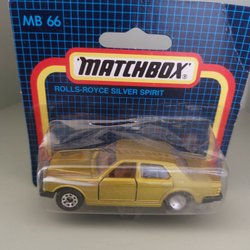 MB 66
MATCHBOX
ROLLS-ROYCE SILVER SPIRIT